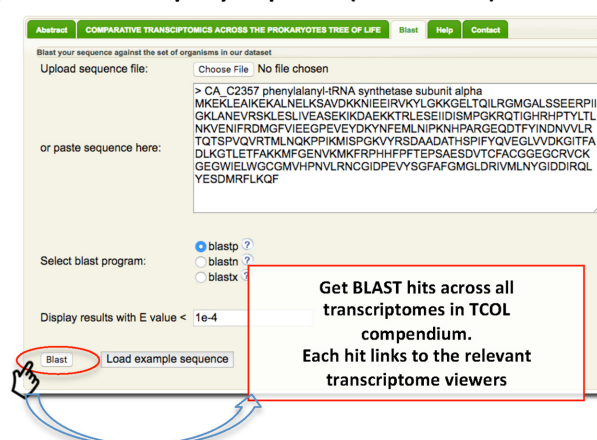 Abstract COMPARATIVE TRANSCIPTOMICS ACROSS THE PROKARYOTES TREE OF LIFE Blast Help Contact
Blast your sequence against the set of organisms in our dataset
Upload sequence file: Choose File No file chosen
> CA_C2357 phenylalanyl-tRNA synthetase subunit alpha
MKEKLEAIKEKALNELKSAVDKKNIEEIRVKYLGKKGELTQILRGMGALSSEERPII
GKLANEVRSKLESLIVEASEKIKDAEKKTRLESEIIDISMPGKRQTIGHRHPTYLTL
NKVENIFRDMGFVIEEGPEVEYDKYNFEMLNIPKNHPARGEQDTFYINDNVVLR
or paste sequence here:
TQTSPVQVRTMLNQKPPIKMISPGKVYRSDAADATHSPIFYQVEGLVVDKGITFA
DLKGTLETFAKKMFGENVKMKFRPHHFPFTEPSAESDVTCFACGGEGCRVCK
GEGWIELWGCGMVHPNVLRNCGIDPEVYSGFAFGMGLDRIVMLNYGIDDIRQL
YESDMRFLKQF
Select blast program:
blastp ?
blastn ?
blastx ?
Display results with E value < 1e-4
Blast Load example sequence
Get BLAST hits across all
transcriptomes in TCOL
compendium.
Each hit links to the relevant
transcriptome viewers